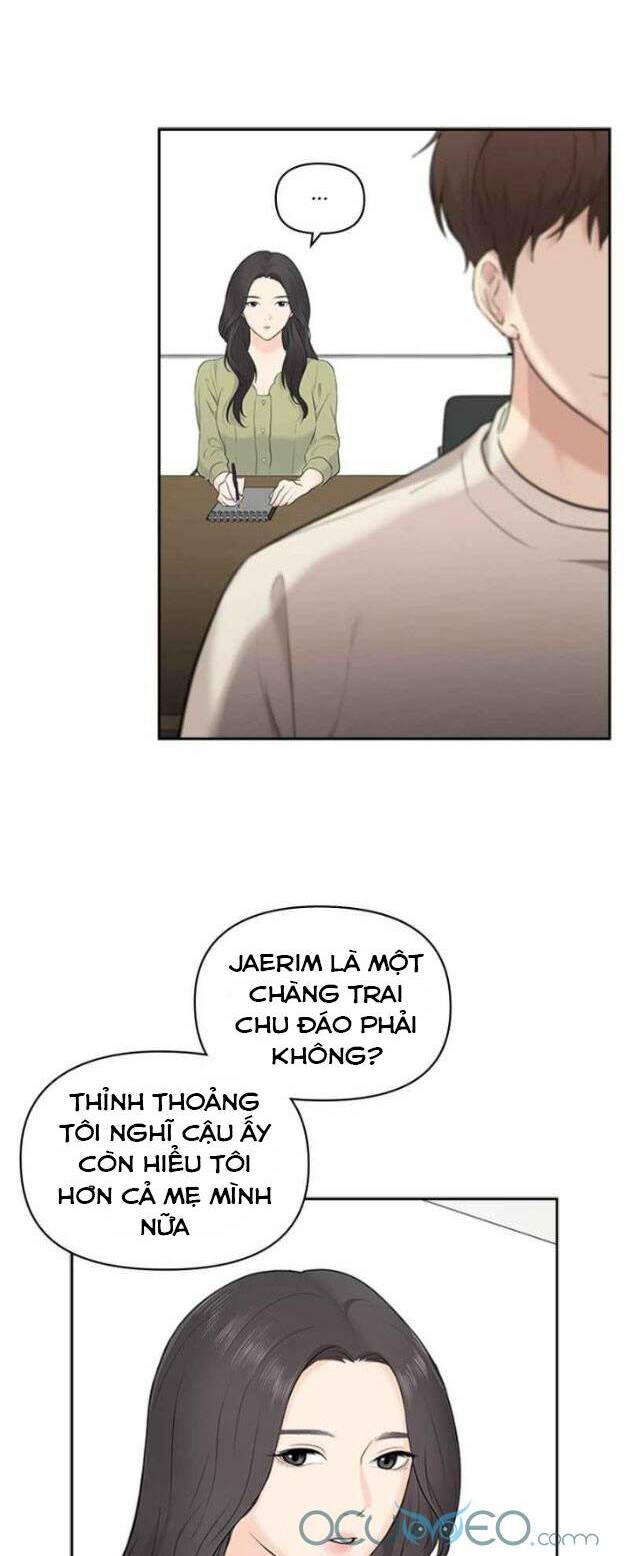 ...
JAERIM LÀ MỘT
CHÀNG TRAI
CHU ĐÁO PHẢI
KHÔNG?
THỈNH THOẢNG
TÔI NGHĨ CẬU ẤY
CÒN HIỂU TÔI
HƠN CẢ MẸ MÌNH
NỮA
OCUMEO.com